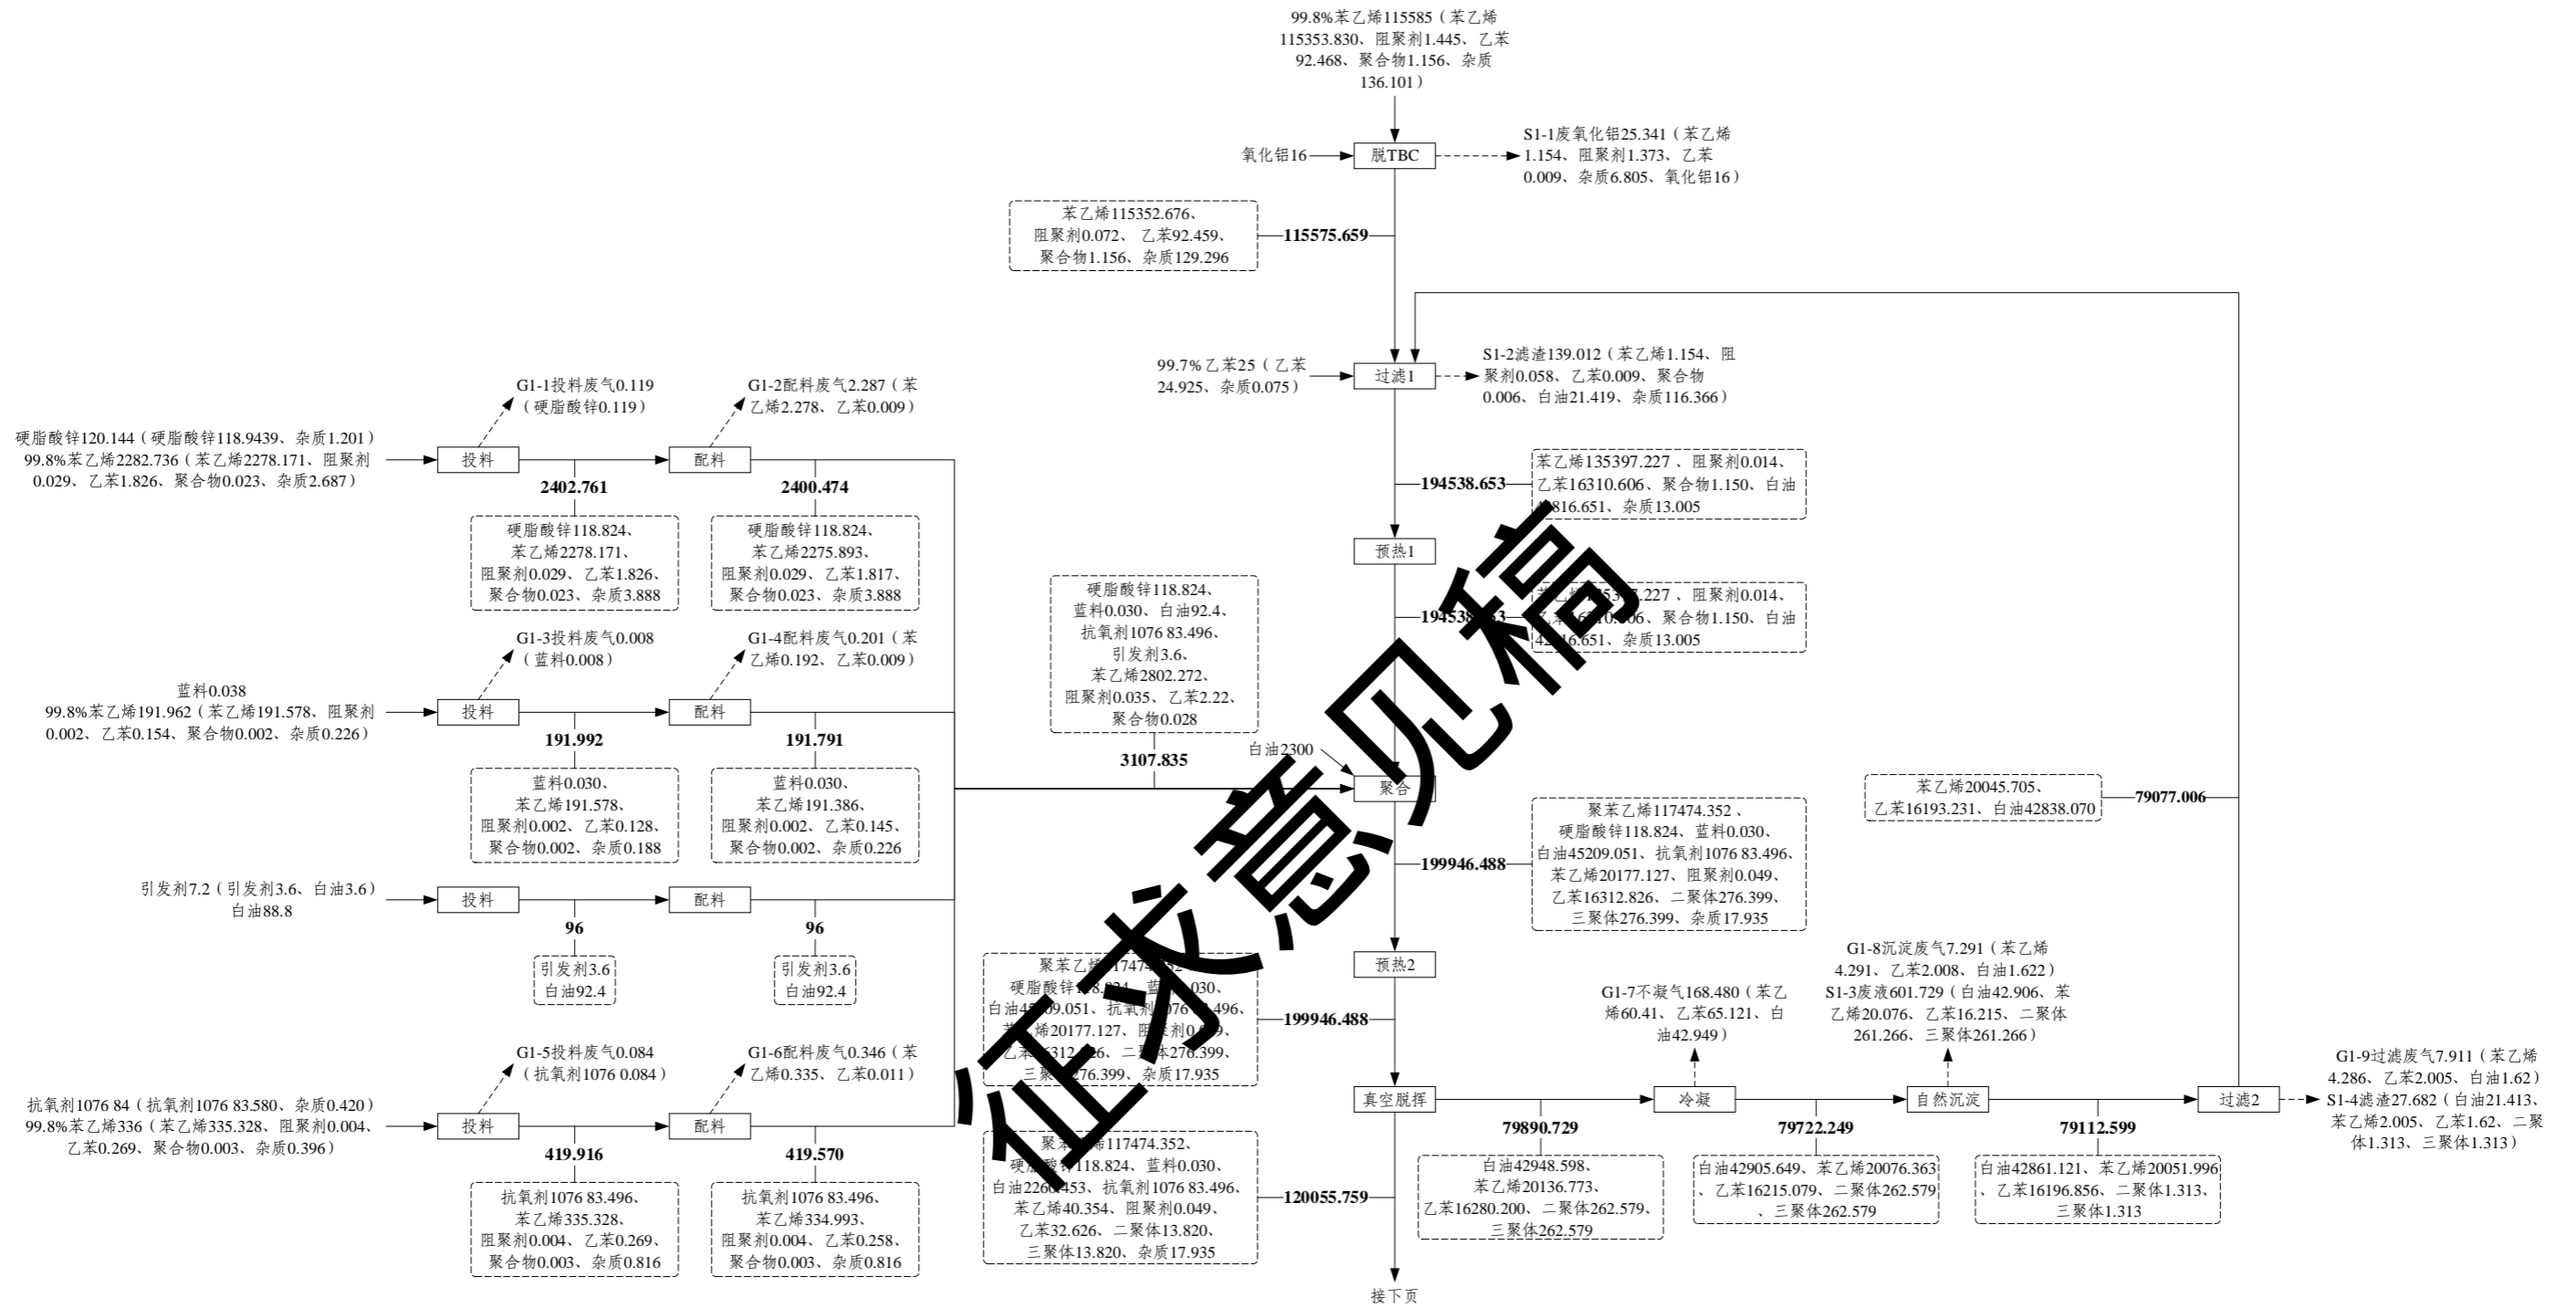 99.8%苯乙烯115585（苯乙烯
115353.830、阻聚剂1.445、乙苯
92.468、聚合物1.156、杂质
136.101）
氧化铝16
脱TBC
S1-1废氧化铝25.341（苯乙烯
1.154、阻聚剂1.373、乙苯
0.009、杂质6.805、氧化铝16）
苯乙烯115352.676、
阻聚剂0.072、 乙苯92.459、
聚合物1.156、杂质129.296
115575.659
99.7%乙苯25（乙苯
24.925、杂质0.075）
过滤1
S1-2滤渣139.012（苯乙烯1.154、阻
聚剂0.058、乙苯0.009、聚合物
0.006、白油21.419、杂质116.366）
194538.653
苯乙烯135397.227 、阻聚剂0.014、
乙苯16310.606、聚合物1.150、白油
816.651、杂质13.005
预热1
227 、阻聚剂0.014、
聚合物1.150、白油
651、杂质13.005
硬脂酸锌120.144（硬脂酸锌118.9439、杂质1.201）
99.8%苯乙烯2282.736（苯乙烯2278.171、阻聚剂
0.029、乙苯1.826、聚合物0.023、杂质2.687）
投料
G1-1投料废气0.119
（硬脂酸锌0.119）
配料
G1-2配料废气2.287（苯
乙烯2.278、乙苯0.009）
2402.761
硬脂酸锌118.824、
苯乙烯2278.171、
阻聚剂0.029、乙苯1.826、
聚合物0.023、杂质3.888
2400.474
硬脂酸锌118.824、
苯乙烯2275.893、
阻聚剂0.029、乙苯1.817、
聚合物0.023、杂质3.888
蓝料0.038
99.8%苯乙烯191.962（苯乙烯191.578、阻聚剂
0.002、乙苯0.154、聚合物0.002、杂质0.226）
投料
G1-3投料废气0.008
（蓝料0.008）
配料
G1-4配料废气0.201（苯
乙烯0.192、乙苯0.009）
191.992
蓝料0.030、
苯乙烯191.578、
阻聚剂0.002、乙苯0.128、
聚合物0.002、杂质0.188
191.791
蓝料0.030、
苯乙烯191.386、
阻聚剂0.002、乙苯0.145、
聚合物0.002、杂质0.226
引发剂7.2（引发剂3.6、白油3.6）
白油88.8
投料
配料
96
引发剂3.6
白油92.4
96
引发剂3.6
白油92.4
抗氧剂1076 84（抗氧剂1076 83.580、杂质0.420）
99.8%苯乙烯336（苯乙烯335.328、阻聚剂0.004、
乙苯0.269、聚合物0.003、杂质0.396）
投料
G1-5投料废气0.084
（抗氧剂1076 0.084）
配料
G1-6配料废气0.346（苯
乙烯0.335、乙苯0.011）
419.916
抗氧剂1076 83.496、
苯乙烯335.328、
阻聚剂0.004、乙苯0.269、
聚合物0.003、杂质0.816
419.570
抗氧剂1076 83.496、
苯乙烯334.993、
阻聚剂0.004、乙苯0.258、
聚合物0.003、杂质0.816
硬脂酸锌118.824、
蓝料0.030、白油92.4、
抗氧剂1076 83.496、
引发剂3.6、
苯乙烯2802.272、
阻聚剂0.035、乙苯2.22、
聚合物0.028
3107.835
白油2300
聚合
199946.488
聚苯乙烯117474.352 、
硬脂酸锌118.824、蓝料0.030、
白油45209.051、抗氧剂1076 83.496、
苯乙烯20177.127、阻聚剂0.049、
乙苯16312.826、二聚体276.399、
三聚体276.399、杂质17.935
预热2
聚苯乙
硬脂酸锌 030、
抗氧剂
苯乙烯20177.127、
二聚体276.399、
276.399、杂质17.935
199946.488
真空脱挥
117474.352、
118.824、蓝料0.030、
抗氧剂1076 83.496、
苯乙烯40.354、阻聚剂0.049、
乙苯32.626、二聚体13.820、
三聚体13.820、杂质17.935
120055.759
接下页
79890.729
白油42948.598、
苯乙烯20136.773、
乙苯16280.200、二聚体262.579、
三聚体262.579
G1-7不凝气168.480（苯乙
烯60.41、乙苯65.121、白
油42.949）
冷凝
79722.249
白油42905.649、苯乙烯20076.363
、乙苯16215.079、二聚体262.579
、三聚体262.579
G1-8沉淀废气7.291（苯乙烯
4.291、乙苯2.008、白油1.622）
S1-3废液601.729（白油42.906、苯
乙烯20.076、乙苯16.215、二聚体
261.266、三聚体261.266）
自然沉淀
79112.599
白油42861.121、苯乙烯20051.996
、乙苯16196.856、二聚体1.313、
三聚体1.313
过滤2
G1-9过滤废气7.911（苯乙烯
4.286、乙苯2.005、白油1.62）
S1-4滤渣27.682（白油21.413、
苯乙烯2.005、乙苯1.62、二聚
体1.313、三聚体1.313）
苯乙烯20045.705、
乙苯16193.231、白油42838.070
79077.006
征求意见稿